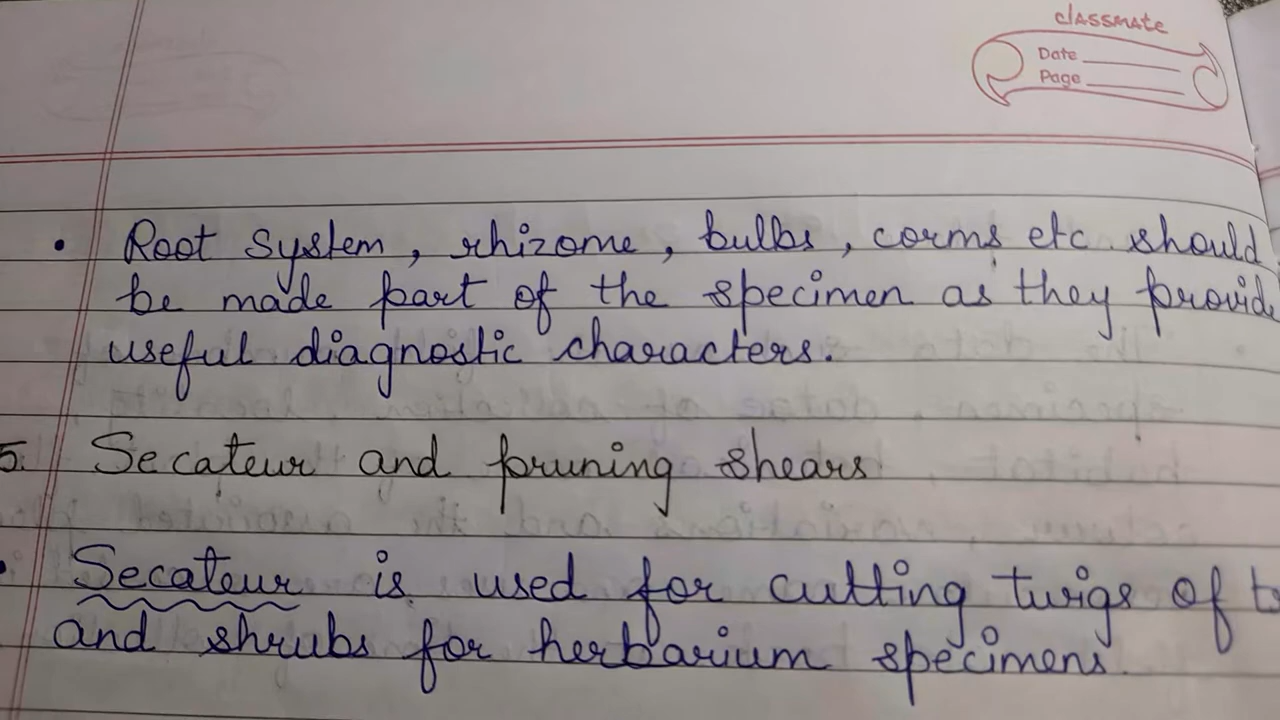 classmate
Date
Page
• Root system, rhizome, bulbs, corms etc. should
be made part of the specimen as they provide
useful diagnostic characters.
5. Secateur and pruning shears
• Secateur is used for cutting twigs of
and shrubs for herbarium specimens.